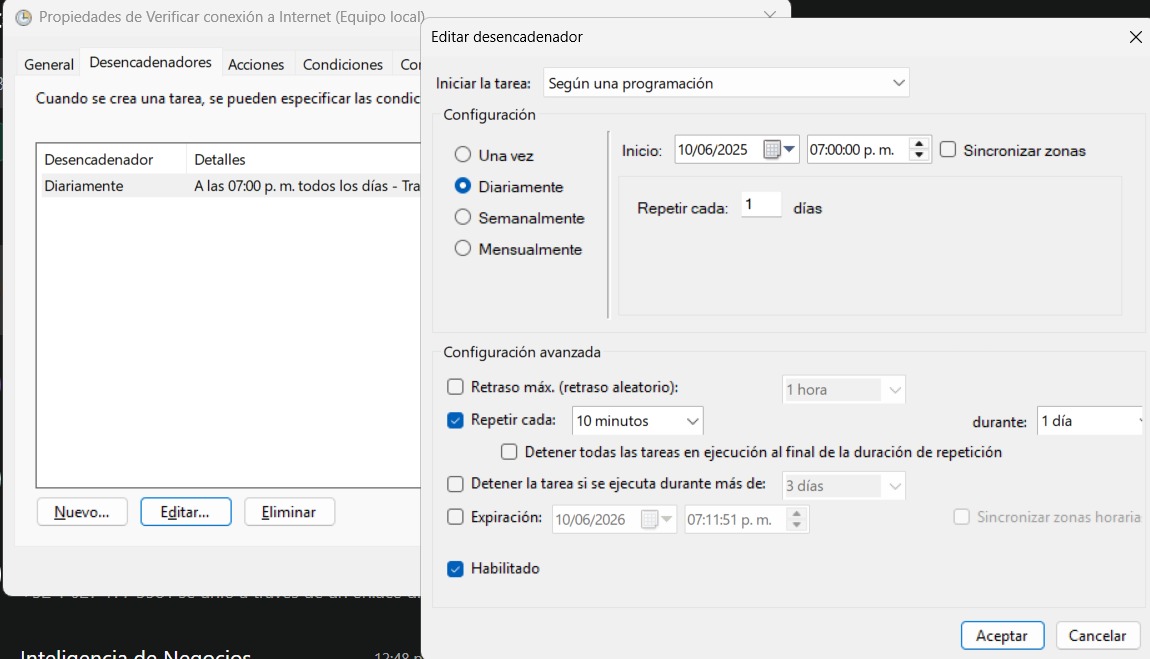 Propiedades de Verificar conexión a Internet (Equipo local)
Editar desencadenador
General Desencadenadores Acciones Condiciones
Cuando se crea una tarea, se pueden especificar las
Desencadenador Detalles
Diariamente A las 07:00 p. m. todos los días -
Nuevo... Editar... Eliminar
Iniciar la tarea: Según una programación
Configuración
Una vez
Diariamente
Semanalmente
Mensualmente
Inicio: 10/06/2025 07:00:00 p. m. Sincronizar zonas
Repetir cada: 1 días
Configuración avanzada
Retraso máx. (retraso aleatorio): 1 hora
Repetir cada: 10 minutos durante: 1 día
Detener todas las tareas en ejecución al final de la duración de repetición
Detener la tarea si se ejecuta durante más de: 3 días
Expiración: 10/06/2026 07:11:51 p. m. Sincronizar zonas horaria
Habilitado
Aceptar Cancelar
Inteligencia de Negocios 12:48 p